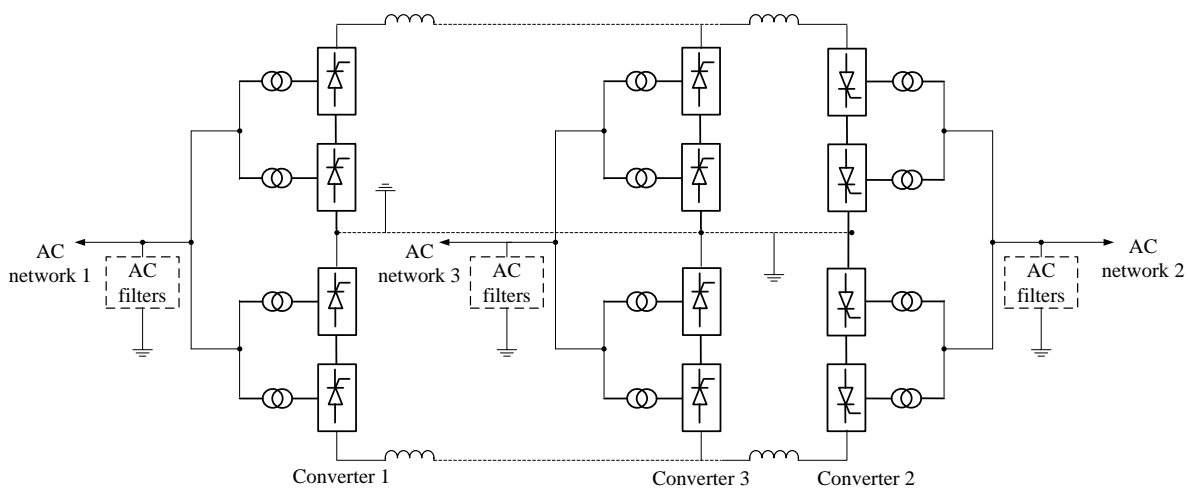 AC
network 1
AC
filters
AC
network 3
AC
filters
AC
filters
AC
network 2
Converter 1
Converter 3
Converter 2